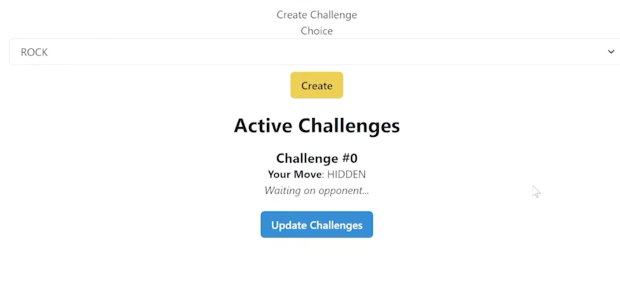 Create Challenge
Choice
ROCK
Create
Active Challenges
Challenge #0
Your Move: HIDDEN
Waiting on opponent...
Update Challenges